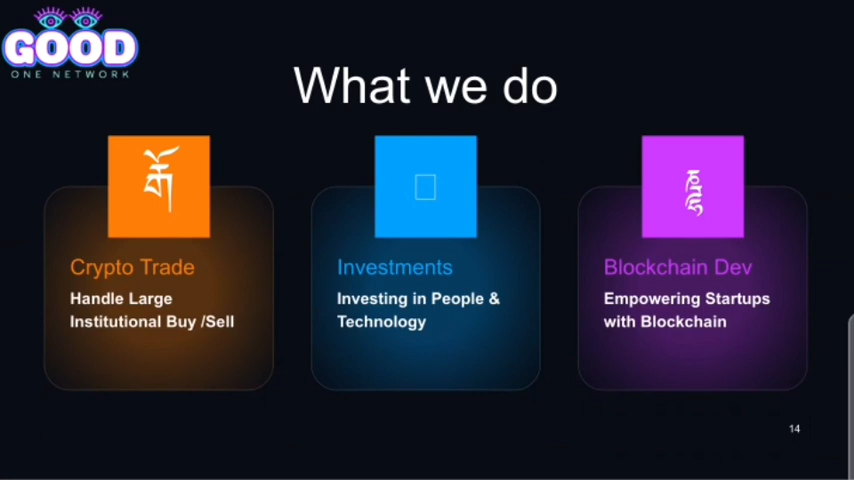 GOOD
ONE NETWORK
What we do
Crypto Trade
Handle Large
Institutional Buy /Sell
Investments
Investing in People &
Technology
Blockchain Dev
Empowering Startups
with Blockchain
14